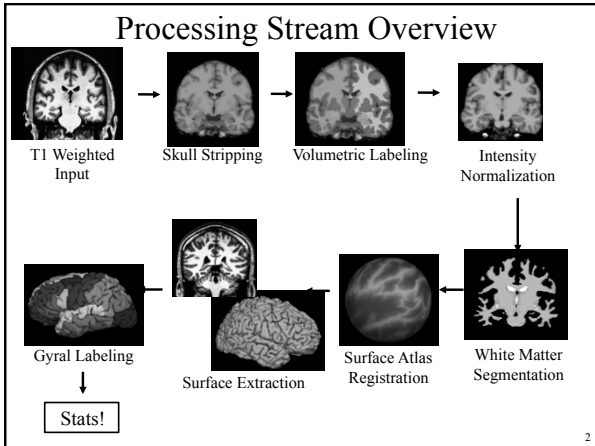 Processing Stream Overview
T1 Weighted
Input
Skull Stripping
Volumetric Labeling
Intensity
Normalization
Gyral Labeling
Surface Extraction
Surface Atlas
Registration
White Matter
Segmentation
Stats!
2